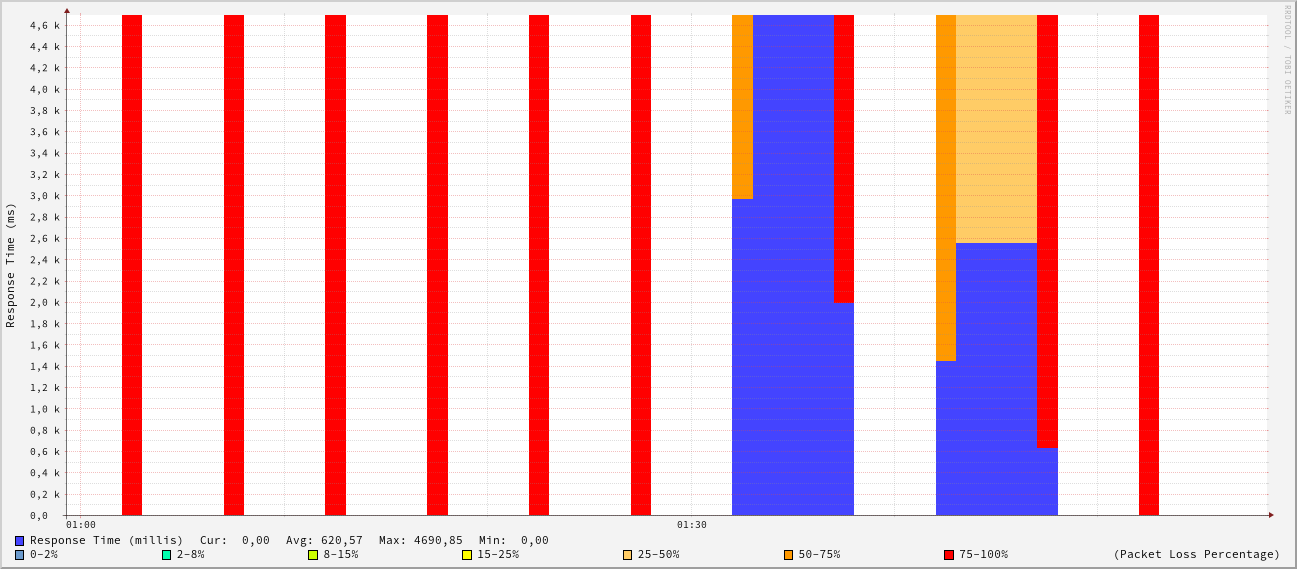 RRDTOOL / TOBI OETIKER
Response Time (ms)
4,6 k
4,4 k
4,2 k
4,0 k
3,8 k
3,6 k
3,4 k
3,2 k
3,0 k
2,8 k
2,6 k
2,4 k
2,2 k
2,0 k
1,8 k
1,6 k
1,4 k
1,2 k
1,0 k
0,8 k
0,6 k
0,4 k
0,2 k
0,0
01:00 01:30
Response Time (millis) Cur: 0,00 Avg: 620,57 Max: 4690,85 Min: 0,00
0-2% 2-8% 8-15% 15-25% 25-50% 50-75% 75-100% (Packet Loss Percentage)